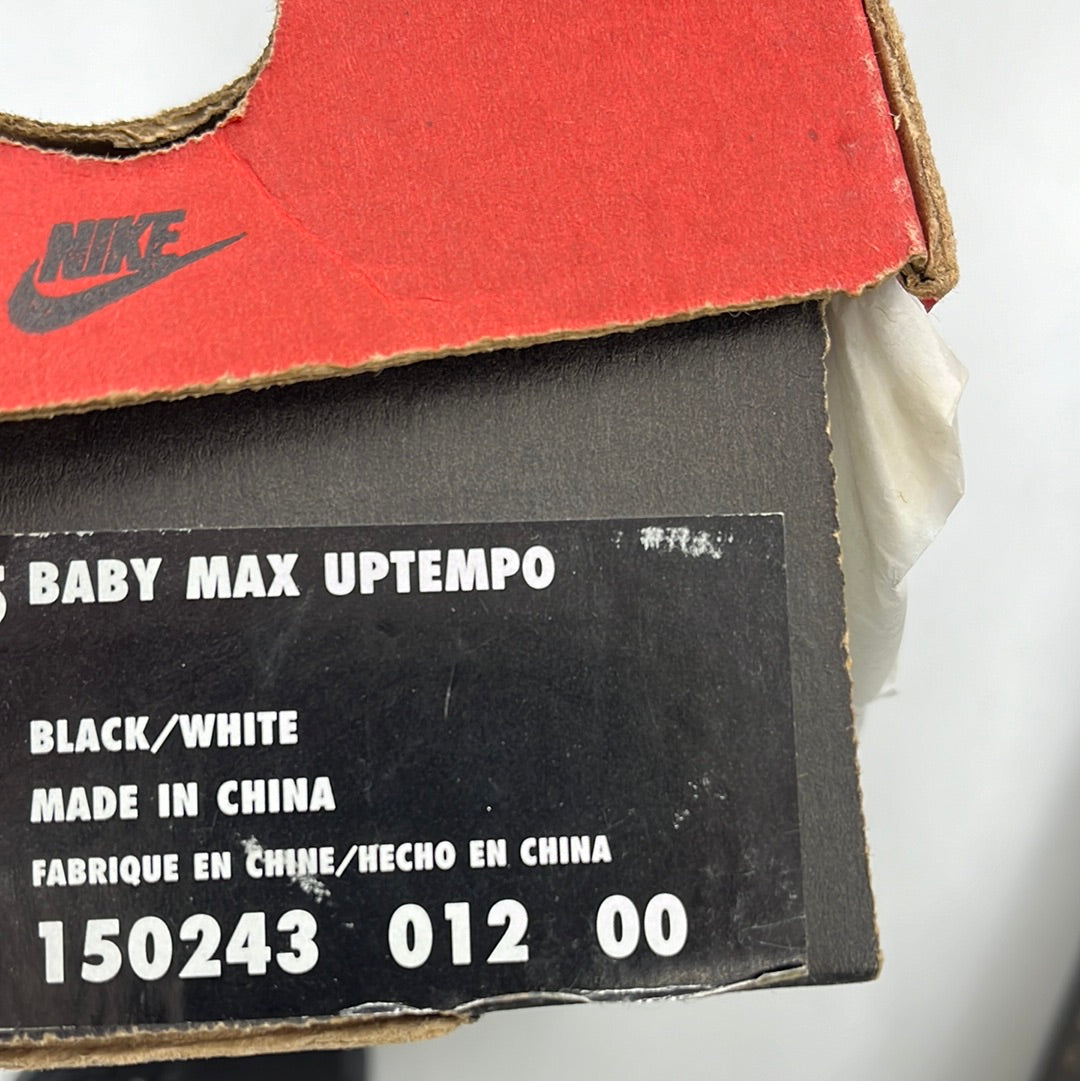 NIKE
BABY MAX UPTEMPO
BLACK/WHITE
MADE IN CHINA
FABRIQUE EN CHINE/HECHO EN CHINA
150243 012 00